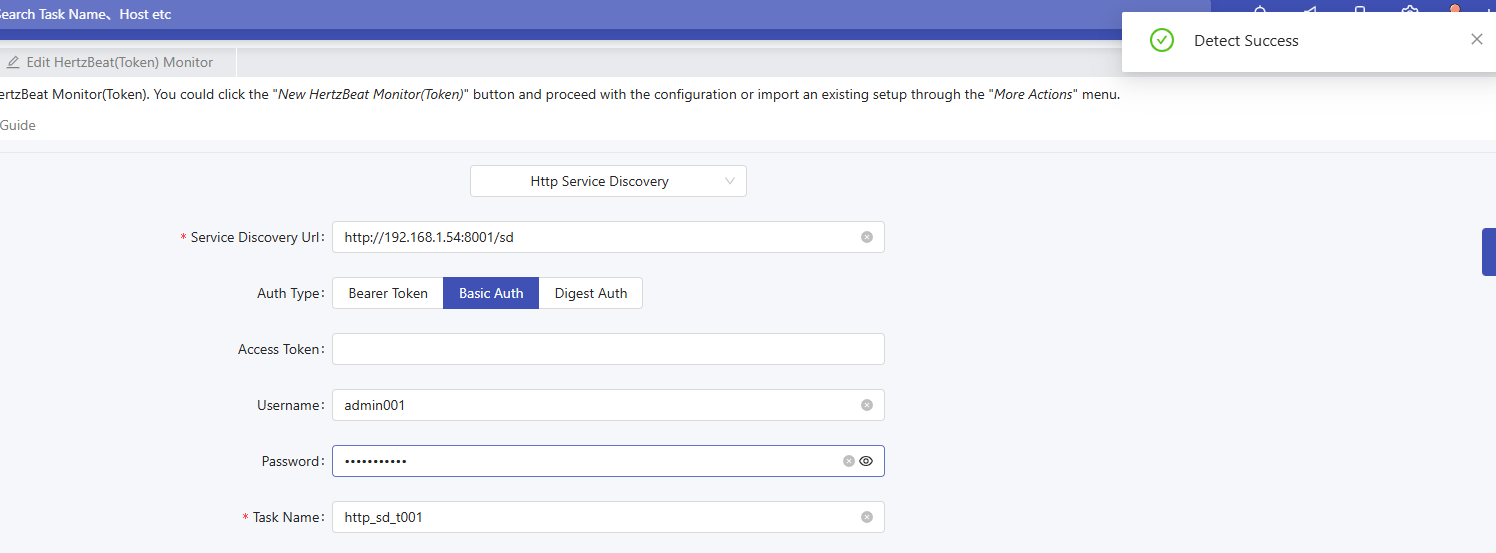 earch Task Name、Host etc
Detect Success
Edit HertzBeat(Token) Monitor
ertzBeat Monitor(Token). You could click the "New HertzBeat Monitor(Token)" button and proceed with the configuration or import an existing setup through the "More Actions" menu.
Guide
Http Service Discovery
* Service Discovery Url: http://192.168.1.54:8001/sd
Auth Type: Bearer Token Basic Auth Digest Auth
Access Token:
Username: admin001
Password: •••••••••••
* Task Name: http_sd_t001